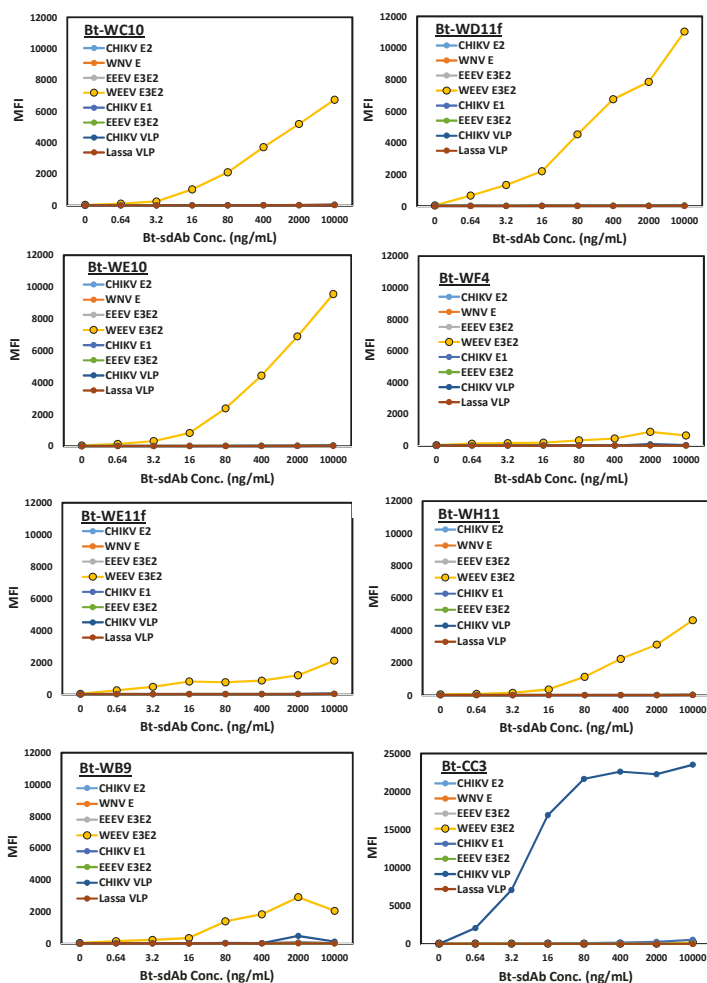 Bt-WC10
12000
10000
8000
6000
4000
2000
0
MFI
CHIKV E2
WNV E
EEEV E3E2
WEEV E3E2
CHIKV E1
EEEV E3E2
CHIKV VLP
Lassa VLP
0 0.64 3.2 16 80 400 2000 10000
Bt-sdAb Conc. (ng/mL)
Bt-WD11f
12000
10000
8000
6000
4000
2000
0
MFI
CHIKV E2
WNV E
EEEV E3E2
WEEV E3E2
CHIKV E1
EEEV E3E2
CHIKV VLP
Lassa VLP
0 0.64 3.2 16 80 400 2000 10000
Bt-sdAb Conc. (ng/mL)
Bt-WE10
12000
10000
8000
6000
4000
2000
0
MFI
CHIKV E2
WNV E
EEEV E3E2
WEEV E3E2
CHIKV E1
EEEV E3E2
CHIKV VLP
Lassa VLP
0 0.64 3.2 16 80 400 2000 10000
Bt-sdAb Conc. (ng/mL)
Bt-WF4
12000
10000
8000
6000
4000
2000
0
MFI
CHIKV E2
WNV E
EEEV E3E2
WEEV E3E2
CHIKV E1
EEEV E3E2
CHIKV VLP
Lassa VLP
0 0.64 3.2 16 80 400 2000 10000
Bt-sdAb Conc. (ng/mL)
Bt-WE11f
12000
10000
8000
6000
4000
2000
0
MFI
CHIKV E2
WNV E
EEEV E3E2
WEEV E3E2
CHIKV E1
EEEV E3E2
CHIKV VLP
Lassa VLP
0 0.64 3.2 16 80 400 2000 10000
Bt-sdAb Conc. (ng/mL)
Bt-WH11
12000
10000
8000
6000
4000
2000
0
MFI
CHIKV E2
WNV E
EEEV E3E2
WEEV E3E2
CHIKV E1
EEEV E3E2
CHIKV VLP
Lassa VLP
0 0.64 3.2 16 80 400 2000 10000
Bt-sdAb Conc. (ng/mL)
Bt-WB9
12000
10000
8000
6000
4000
2000
0
MFI
CHIKV E2
WNV E
EEEV E3E2
WEEV E3E2
CHIKV E1
EEEV E3E2
CHIKV VLP
Lassa VLP
0 0.64 3.2 16 80 400 2000 10000
Bt-sdAb Conc. (ng/mL)
Bt-CC3
25000
20000
15000
10000
5000
0
MFI
CHIKV E2
WNV E
EEEV E3E2
WEEV E3E2
CHIKV E1
EEEV E3E2
CHIKV VLP
Lassa VLP
0 0.64 3.2 16 80 400 2000 10000
Bt-sdAb Conc. (ng/mL)